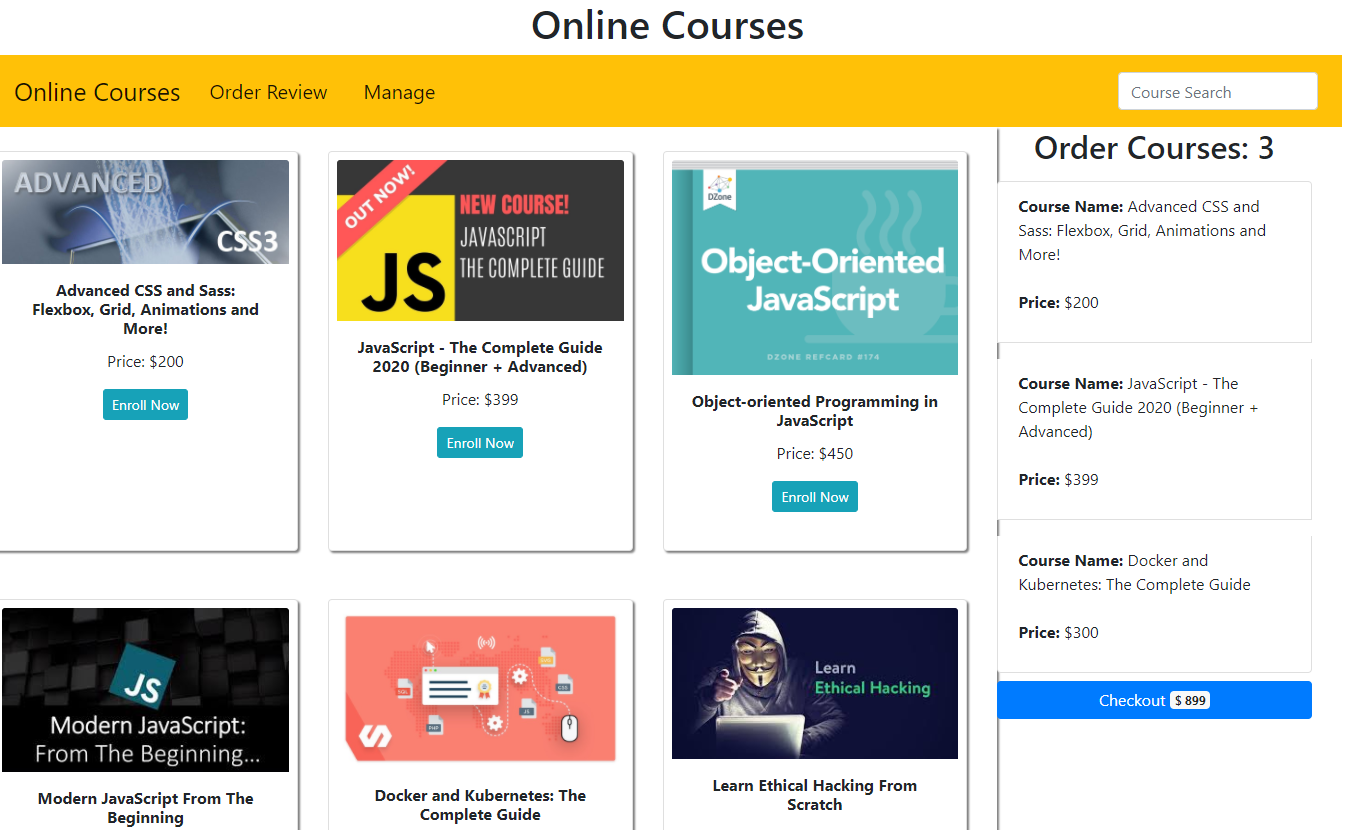 Online Courses
Online Courses
Order Review
Manage
Course Search
ADVANCED
CSS3
Advanced CSS and Sass:
Flexbox, Grid, Animations and
More!
Price: $200
Enroll Now
OUT NOW!
NEW COURSE!
JAVASCRIPT
THE COMPLETE GUIDE
JS
JavaScript - The Complete Guide
2020 (Beginner + Advanced)
Price: $399
Enroll Now
DZone
Object-Oriented
JavaScript
DZONE REFCARD #174
Object-oriented Programming in
JavaScript
Price: $450
Enroll Now
JS
Modern JavaScript:
From The Beginning...
Modern JavaScript From The
Beginning
SQL
PHP
JS
CSS
Docker and Kubernetes: The
Complete Guide
Learn
Ethical Hacking
Learn Ethical Hacking From
Scratch
Order Courses: 3
Course Name: Advanced CSS and
Sass: Flexbox, Grid, Animations and
More!
Price: $200
Course Name: JavaScript - The
Complete Guide 2020 (Beginner +
Advanced)
Price: $399
Course Name: Docker and
Kubernetes: The Complete Guide
Price: $300
Checkout $ 899